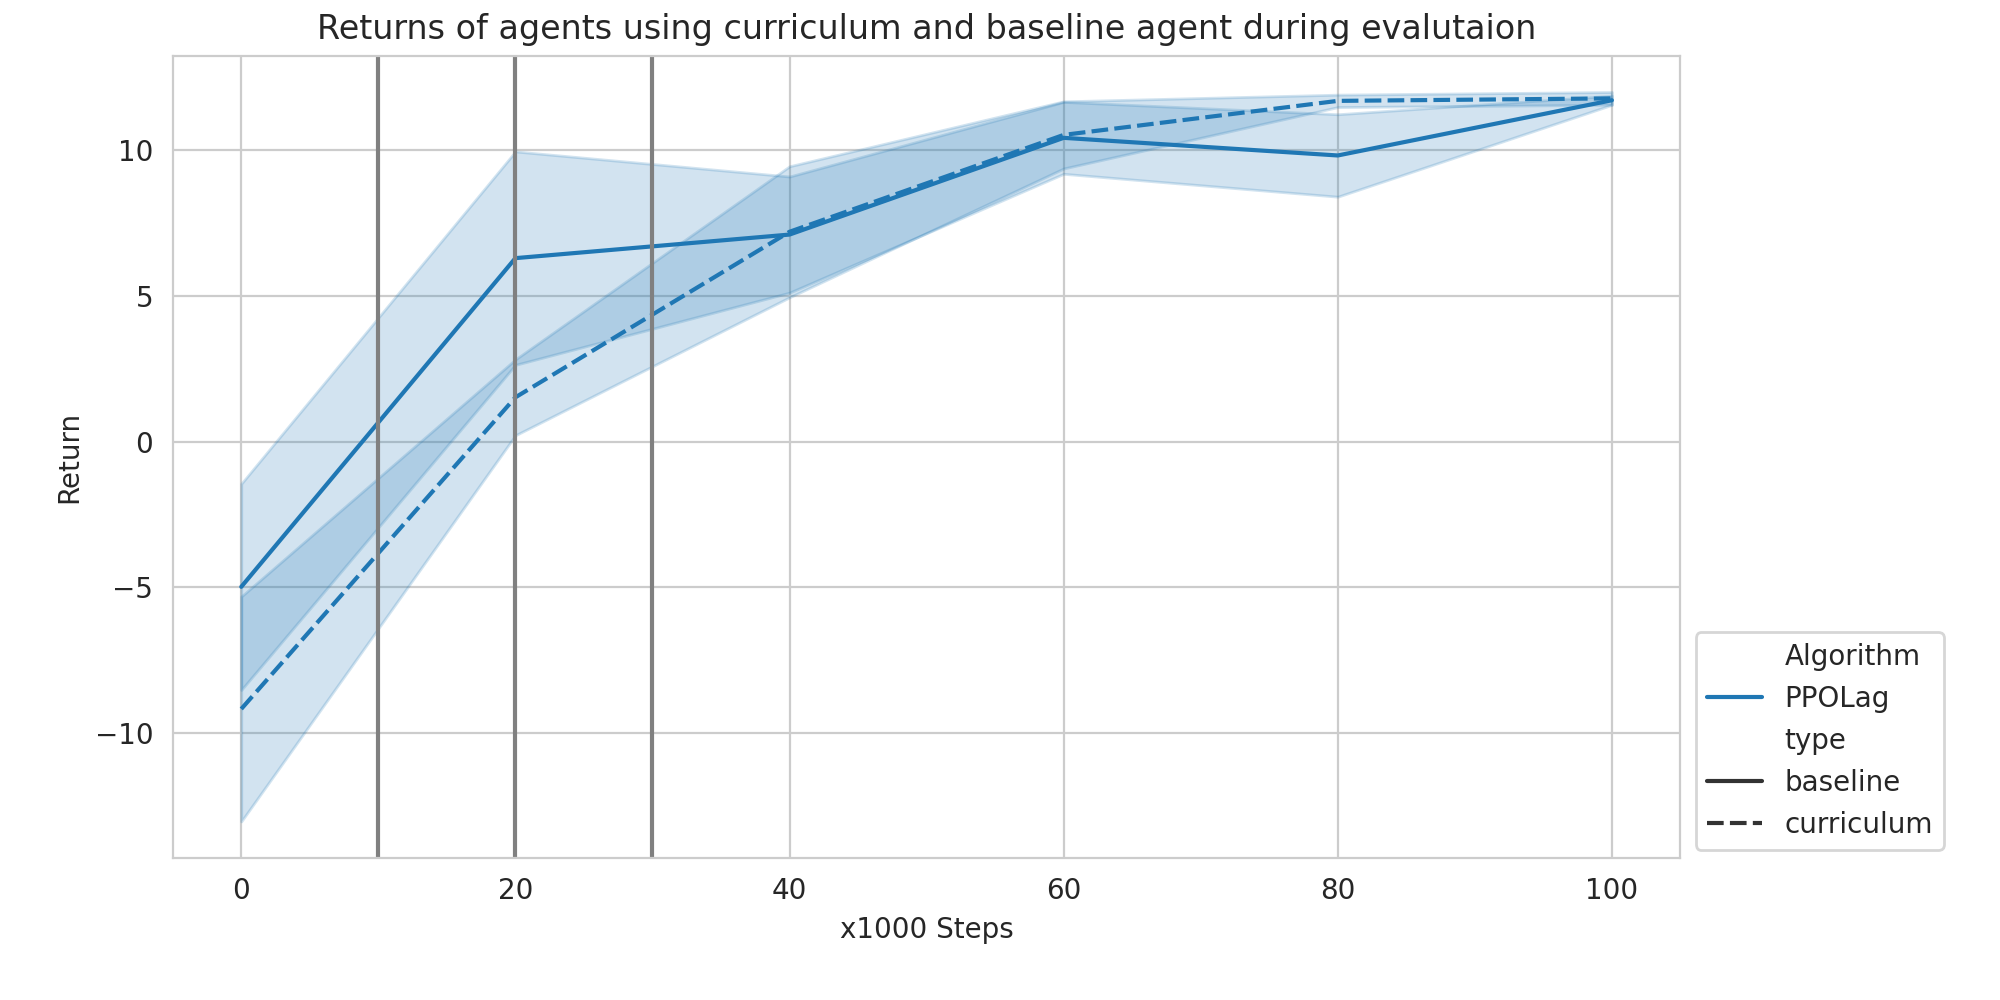 Returns of agents using curriculum and baseline agent during evalutaion
10
5
0
−5
−10
Return
0 20 40 60 80 100
x1000 Steps
Algorithm
PPOLag
type
baseline
curriculum